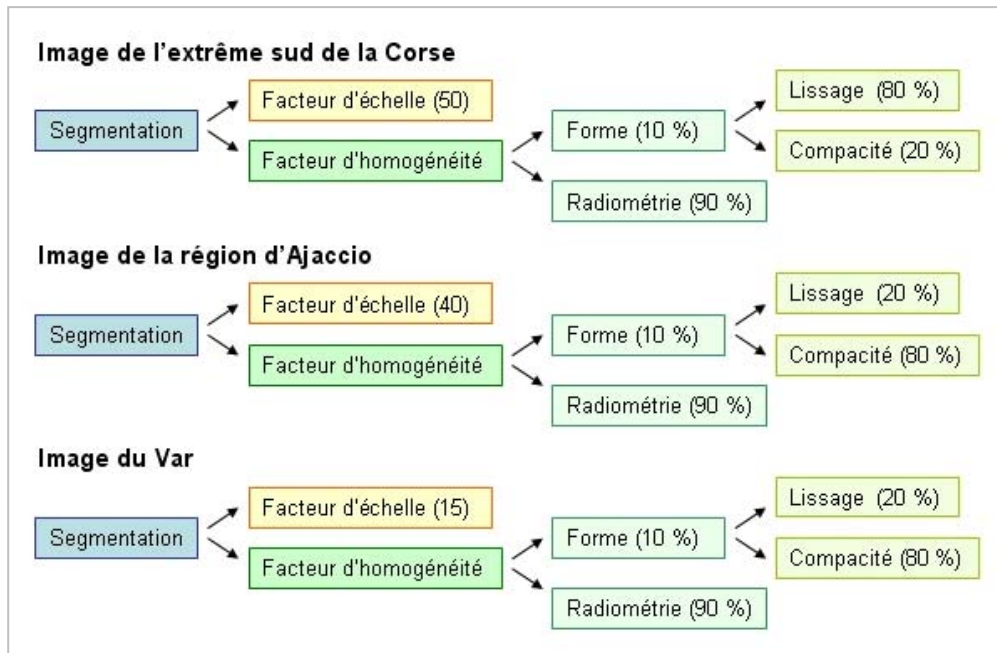 Image de l'extrême sud de la Corse
Segmentation
Facteur d'échelle (50)
Facteur d'homogénéité
Forme (10 %)
Radiométrie (90 %)
Lissage (80 %)
Compacité (20 %)
Image de la région d'Ajaccio
Segmentation
Facteur d'échelle (40)
Facteur d'homogénéité
Forme (10 %)
Radiométrie (90 %)
Lissage (20 %)
Compacité (80 %)
Image du Var
Segmentation
Facteur d'échelle (15)
Facteur d'homogénéité
Forme (10 %)
Radiométrie (90 %)
Lissage (20 %)
Compacité (80 %)